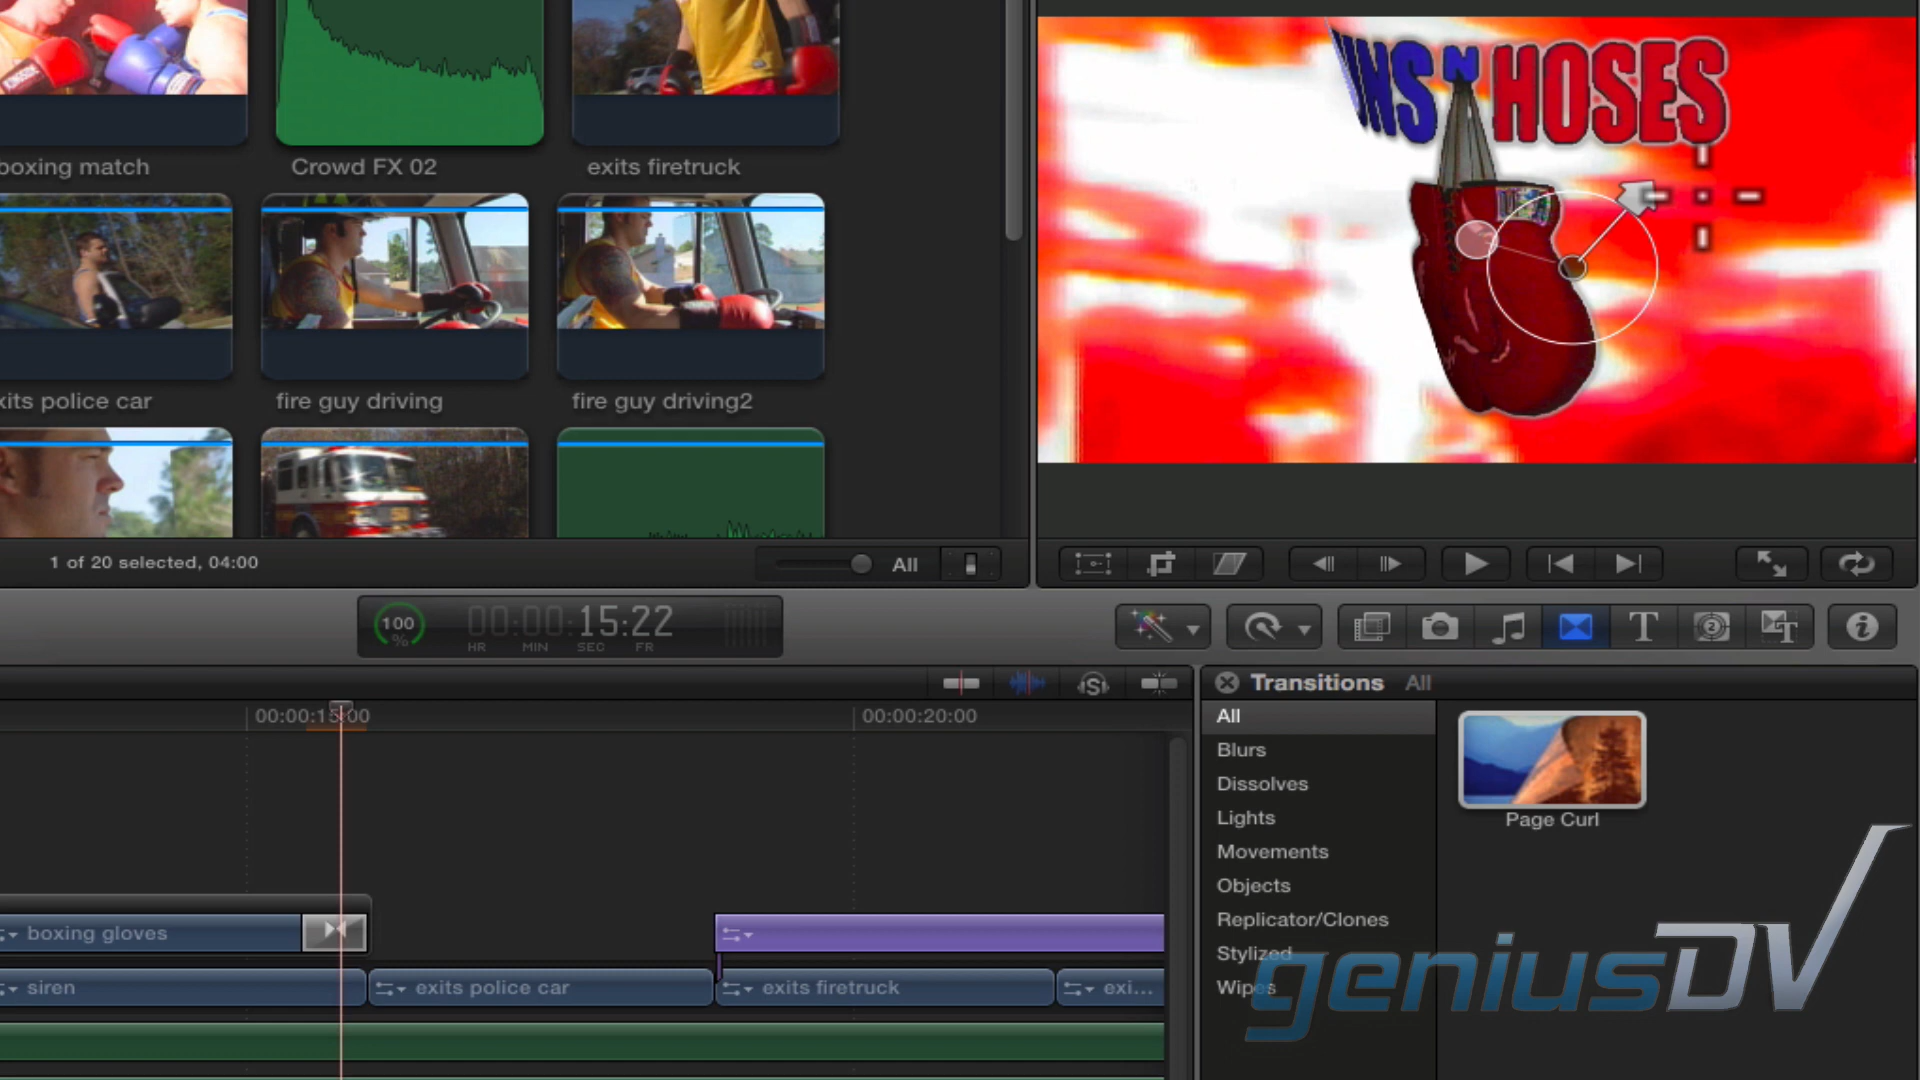 boxing match
Crowd FX 02
exits firetruck
NS N HOSES
xits police car
fire guy driving
fire guy driving2
1 of 20 selected, 04:00
All
100
%
00:00:15:22
HR MIN SEC FR
Transitions All
00:00:15:00
00:00:20:00
All
Blurs
Dissolves
Lights
Movements
Objects
Replicator/Clones
Stylized
Wipes
Page Curl
boxing gloves
siren
exits police car
exits firetruck
exi...
geniusDV